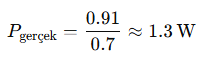 P_gerçek = 0.91/0.7 ≈ 1.3 W